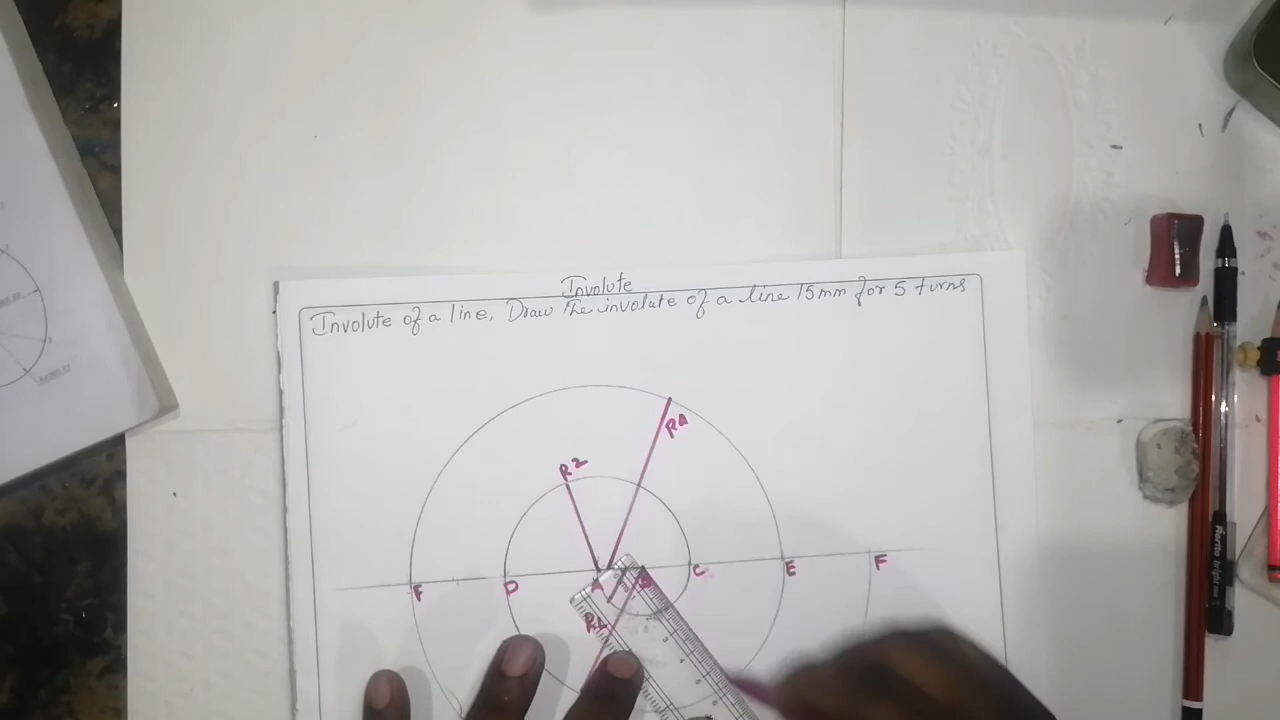 Involute
Involute of a line. Draw the involute of a line 15mm for 5 turns
R4
R2
F D A B C E F